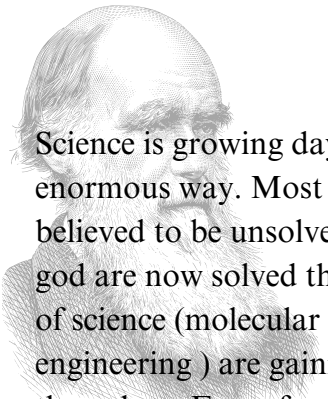 Science is growing day
enormous way. Most
believed to be unsolve
god are now solved th
of science (molecular
engineering ) are gain